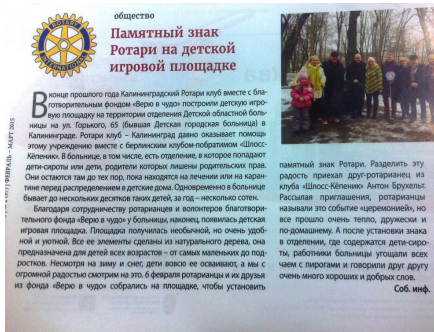 общество
Памятный знак
Ротари на детской
игровой площадке
В конце прошлого года Калининградский Ротари клуб вместе с бла-
готворительным фондом «Верю в чудо» построили детскую игро-
вую площадку на территории отделения Детской областной боль-
ницы на ул. Горького, 65 (бывшая Детская городская больница) в
Калининграде. Ротари клуб – Калининград давно оказывает помощь
этому учреждению вместе с берлинским клубом-побратимом «Шлосс-
Кёпеник». В больнице, в том числе, есть отделение, в которое попадают
дети-сироты или дети, родители которых лишены родительских прав.
Они остаются там до тех пор, пока находятся на лечении или на каран-
тине перед распределением в детские дома. Одновременно в больнице
бывает до нескольких десятков таких детей, за год – несколько сотен.
Благодаря сотрудничеству ротарианцев и волонтеров благотвори-
тельного фонда «Верю в чудо» у больницы, наконец, появилась детская
игровая площадка. Площадка получилась необычной, но очень удоб-
ной и уютной. Все ее элементы сделаны из натурального дерева, она
предназначена для детей всех возрастов – от самых маленьких до под-
ростков. Несмотря на зиму и снег, дети вовсю ее осваивают, а мы с
огромной радостью смотрим на это. 6 февраля ротарианцы и их друзья
из фонда «Верю в чудо» собрались на площадке, чтобы установить
памятный знак Ротари. Разделить эту
радость приехал друг-ротарианец из
клуба «Шлосс-Кёпеник» Антон Брухельт.
Рассылая приглашения, ротарианцы
называли это событие «церемонией», но
все прошло очень тепло, дружески и
по-домашнему. А после установки знака
в отделении, где содержатся дети-сиро-
ты, работники больницы угощали всех
чаем с пирогами и говорили друг другу
очень много хороших и добрых слов.
Соб. инф.
ФЕВРАЛЬ – МАРТ 2015
ROTARY
INTERNATIONAL